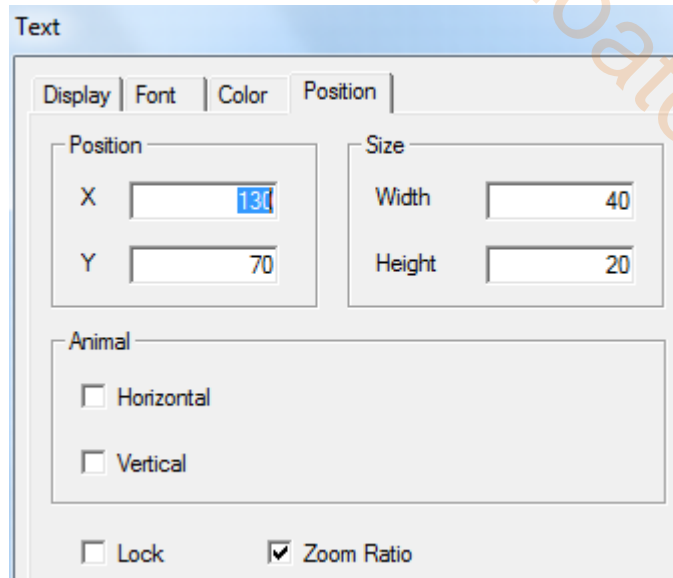 Text
Display Font Color Position
Position Size
X 130 Width 40
Y 70 Height 20
Animal
Horizontal
Vertical
Lock Zoom Ratio